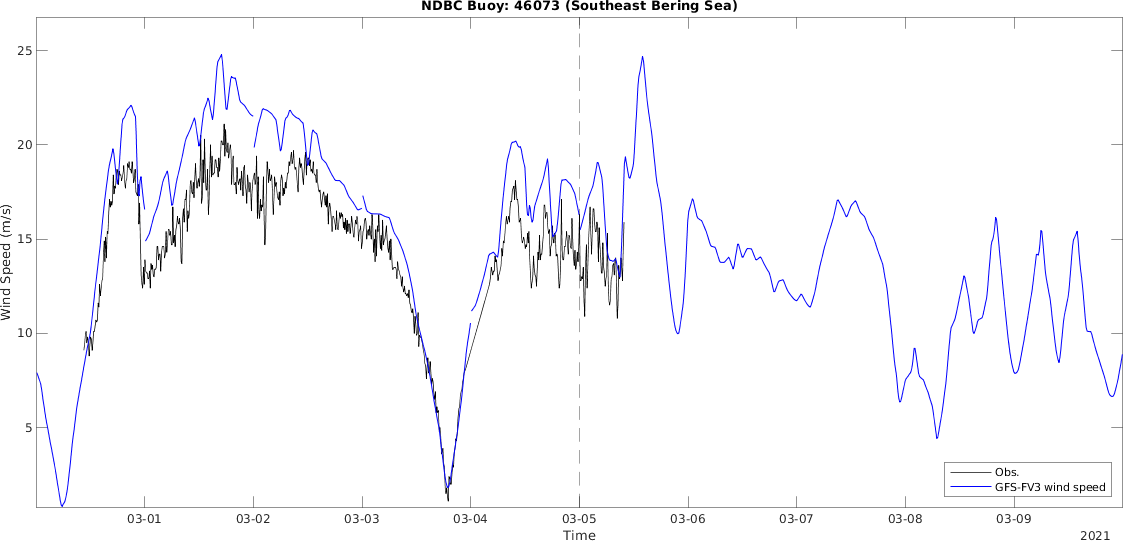 NDBC Buoy: 46073 (Southeast Bering Sea)
25
20
15
10
5
Wind Speed (m/s)
Obs.
GFS-FV3 wind speed
03-01 03-02 03-03 03-04 03-05 03-06 03-07 03-08 03-09
Time
2021